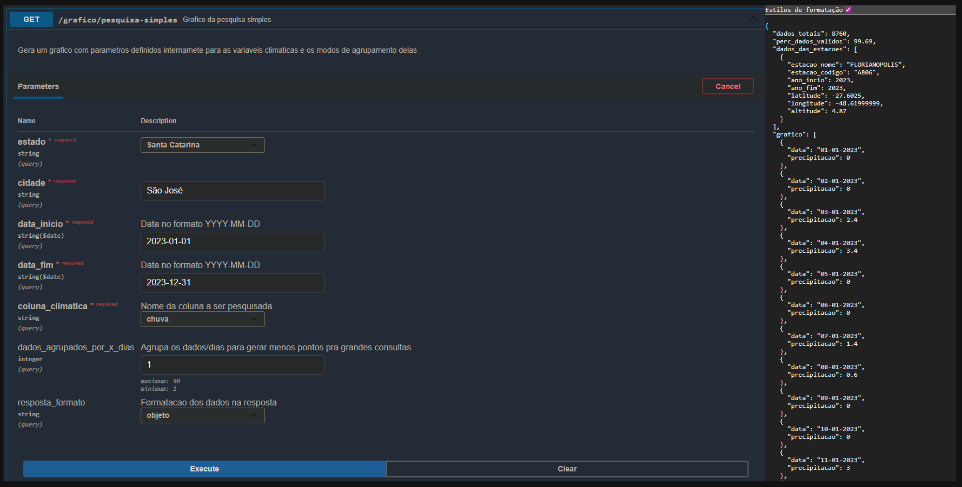 GET /grafico/pesquisa-simples Grafico da pesquisa simples
Gera um grafico com parametros definidos internamnete para as variaveis climaticas e os modos de agrupamento delas
Parameters
Cancel
Name Description
estado * required
string
(query)
Santa Catarina
cidade * required
string
(query)
São José
data_inicio * required
string($date)
(query)
Data no formato YYYY-MM-DD
2023-01-01
data_fim * required
string($date)
(query)
Data no formato YYYY-MM-DD
2023-12-31
coluna_climatica * required
string
(query)
Nome da coluna a ser pesquisada
chuva
dados_agrupados_por_x_dias
integer
(query)
Agrupa os dados/dias para gerar menos pontos pra grandes consultas
1
maximum: 90
minimum: 1
resposta_formato
string
(query)
Formatacao dos dados na resposta
objeto
Execute
Clear
Estilos de formatação
{
"dados_totais": 8760,
"perc_dados_validos": 99.69,
"dados_das_estacoes": [
{
"estacao_nome": "FLORIANOPOLIS",
"estacao_codigo": "A806",
"ano_incio": 2023,
"ano_fim": 2023,
"latitude": -27.6025,
"longitude": -48.61999999,
"altitude": 4.87
}
],
"grafico": [
{
"data": "01-01-2023",
"precipitacao": 0
},
{
"data": "02-01-2023",
"precipitacao": 0
},
{
"data": "03-01-2023",
"precipitacao": 2.4
},
{
"data": "04-01-2023",
"precipitacao": 3.4
},
{
"data": "05-01-2023",
"precipitacao": 0
},
{
"data": "06-01-2023",
"precipitacao": 0
},
{
"data": "07-01-2023",
"precipitacao": 1.4
},
{
"data": "08-01-2023",
"precipitacao": 0.6
},
{
"data": "09-01-2023",
"precipitacao": 0
},
{
"data": "10-01-2023",
"precipitacao": 0
},
{
"data": "11-01-2023",
"precipitacao": 3
},